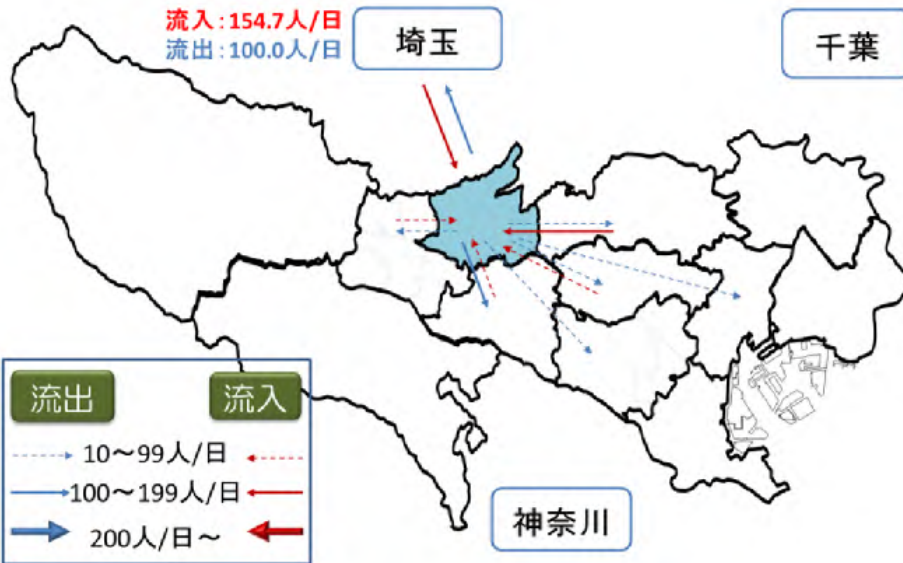 流入:154.7人/日
流出:100.0人/日
埼玉
千葉
流出
流入
10～99人/日
100～199人/日
200人/日～
神奈川